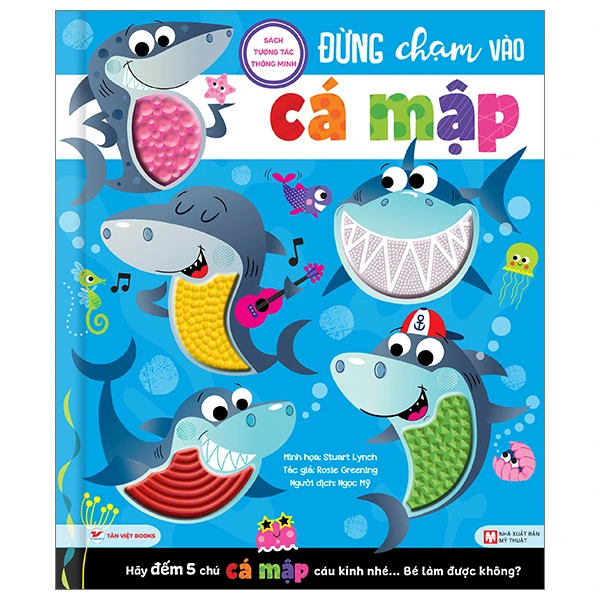 SÁCH
TƯƠNG TÁC
THÔNG MINH
ĐỪNG chạm VÀO
cá mập
Minh họa: Stuart Lynch
Tác giả: Rosie Greening
Người dịch: Ngọc Mỹ
TÂN VIỆT BOOKS
NHÀ XUẤT BẢN
MỸ THUẬT
Hãy đếm 5 chú cá mập cáu kỉnh nhé... Bé làm được không?